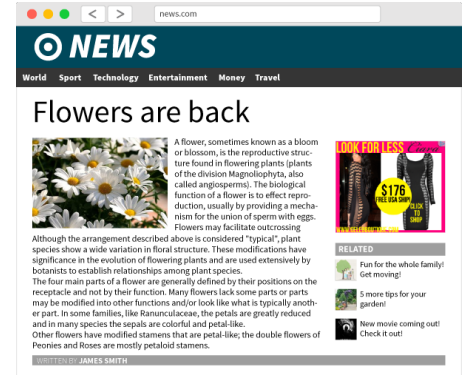 news.com
NEWS
World Sport Technology Entertainment Money Travel
Flowers are back
A flower, sometimes known as a bloom
or blossom, is the reproductive struc-
ture found in flowering plants (plants
of the division Magnoliophyta, also
called angiosperms). The biological
function of a flower is to effect repro-
duction, usually by providing a mecha-
nism for the union of sperm with eggs.
Flowers may facilitate outcrossing
Although the arrangement described above is considered "typical", plant
species show a wide variation in floral structure. These modifications have
significance in the evolution of flowering plants and are used extensively by
botanists to establish relationships among plant species.
The four main parts of a flower are generally defined by their positions on the
receptacle and not by their function. Many flowers lack some parts or parts
may be modified into other functions and/or look like what is typically anoth-
er part. In some families, like Ranunculaceae, the petals are greatly reduced
and in many species the sepals are colorful and petal-like.
Other flowers have modified stamens that are petal-like; the double flowers of
Peonies and Roses are mostly petaloid stamens.
WRITTEN BY JAMES SMITH
LOOK FOR LESS Ciara
$176
FREE USA SHIP!
CLICK
TO
SHOP
RELATED
Fun for the whole family!
Get moving!
5 more tips for your
garden!
New movie coming out!
Check it out!